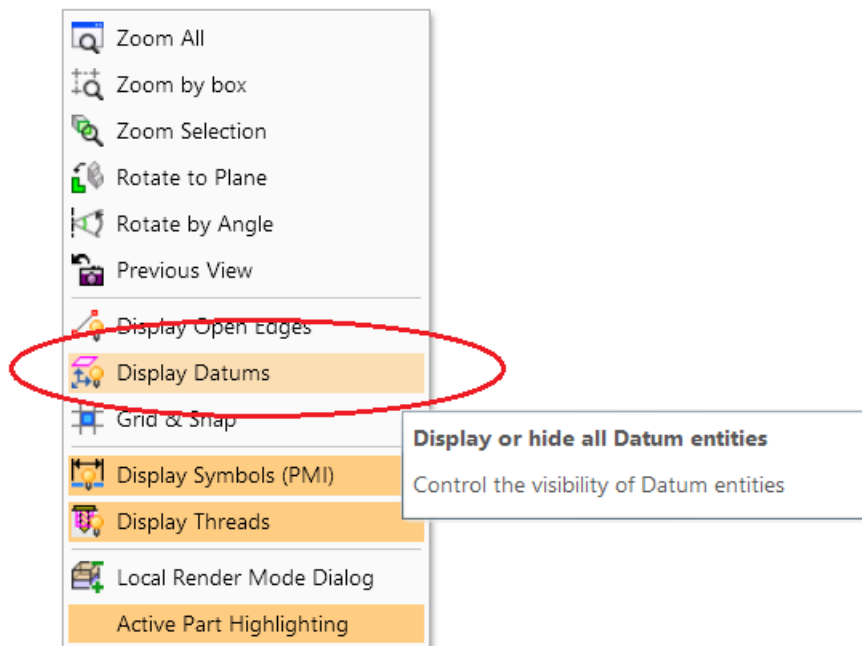 Zoom All
Zoom by box
Zoom Selection
Rotate to Plane
Rotate by Angle
Previous View
Display Open Edges
Display Datums
Grid & Snap
Display or hide all Datum entities
Control the visibility of Datum entities
Display Symbols (PMI)
Display Threads
Local Render Mode Dialog
Active Part Highlighting